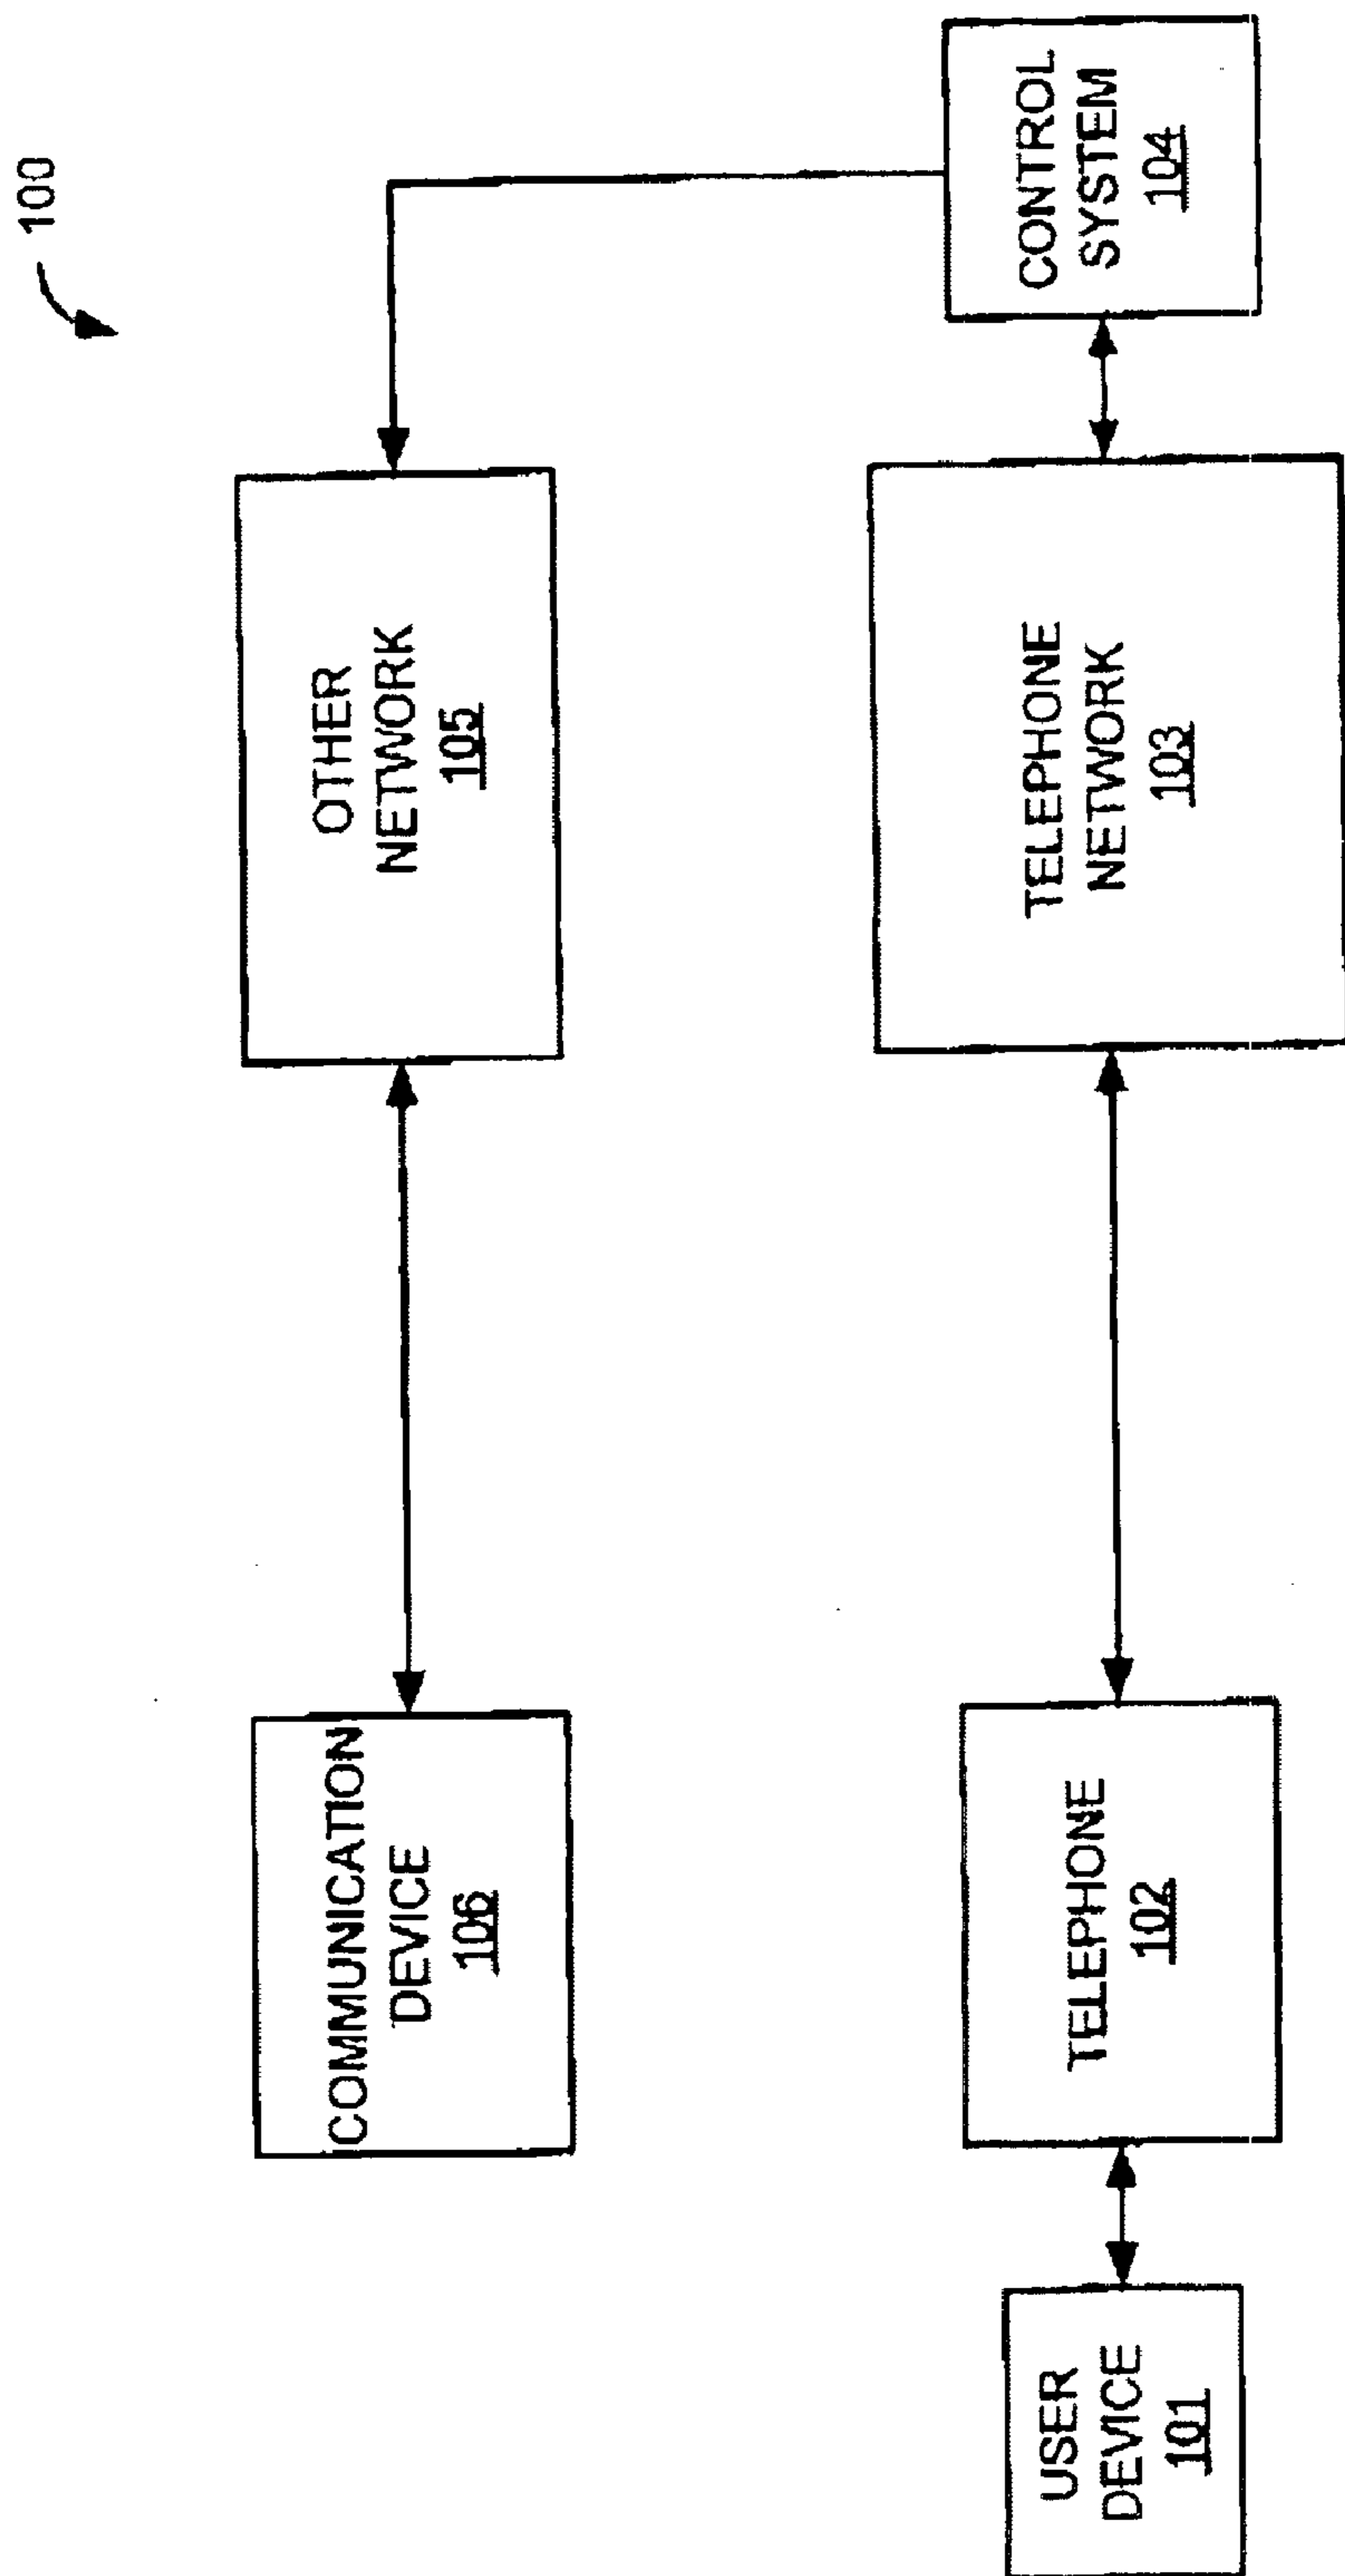 100
COMMUNICATION
DEVICE
106
OTHER
NETWORK
105
USER
DEVICE
101
TELEPHONE
102
TELEPHONE
NETWORK
103
CONTROL
SYSTEM
104